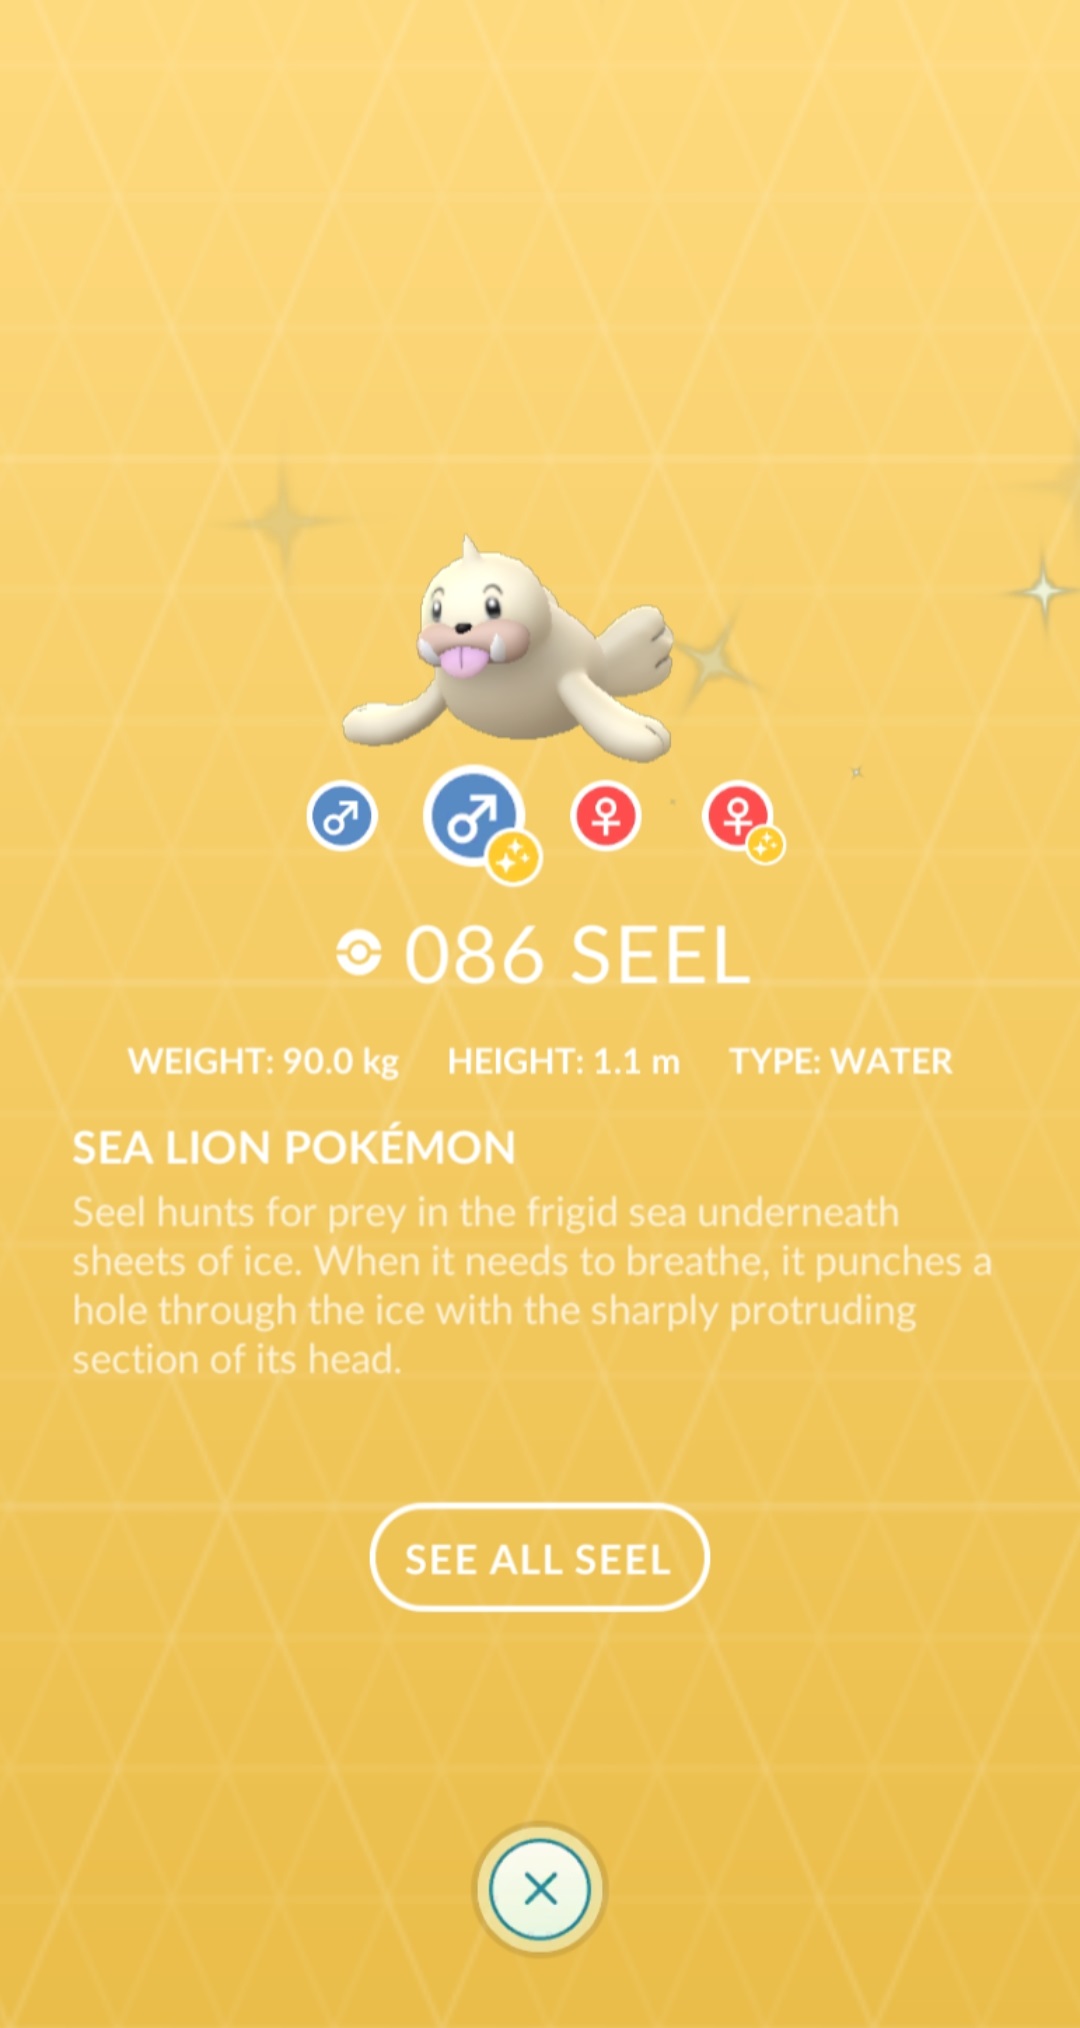 086 SEEL
WEIGHT: 90.0 kg HEIGHT: 1.1 m TYPE: WATER
SEA LION POKÉMON
Seel hunts for prey in the frigid sea underneath
sheets of ice. When it needs to breathe, it punches a
hole through the ice with the sharply protruding
section of its head.
SEE ALL SEEL